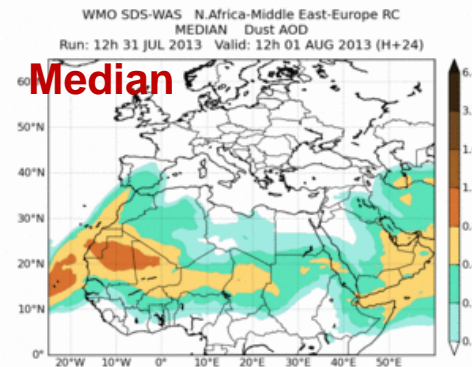 WMO SDS-WAS N.Africa-Middle East-Europe RC
MEDIAN Dust AOD
Run: 12h 31 JUL 2013 Valid: 12h 01 AUG 2013 (H+24)
Median
50°N
40°N
30°N
20°N
10°N
0°
20°W
10°W
0°
10°E
20°E
30°E
40°E
50°E